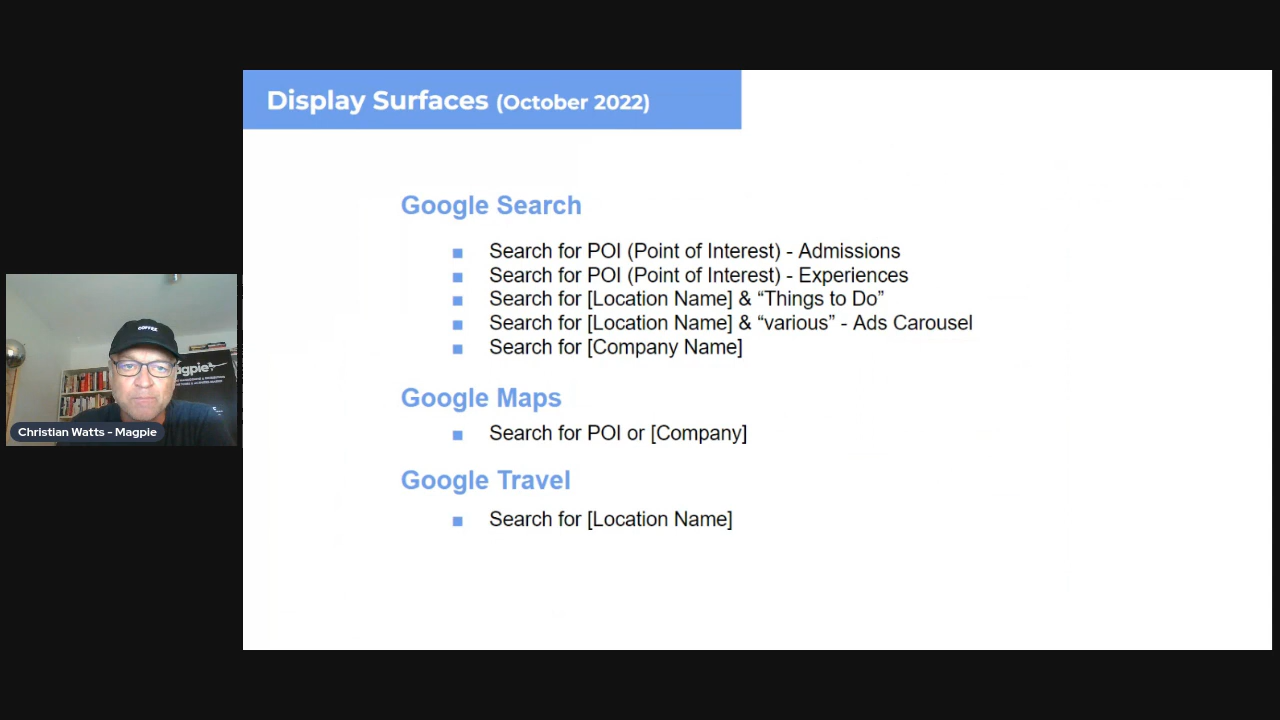 Display Surfaces (October 2022)
Google Search
Search for POI (Point of Interest) - Admissions
Search for POI (Point of Interest) - Experiences
Search for [Location Name] & “Things to Do”
Search for [Location Name] & “various” - Ads Carousel
Search for [Company Name]
Google Maps
Search for POI or [Company]
Google Travel
Search for [Location Name]
COFFEE
agpie
Christian Watts - Magpie